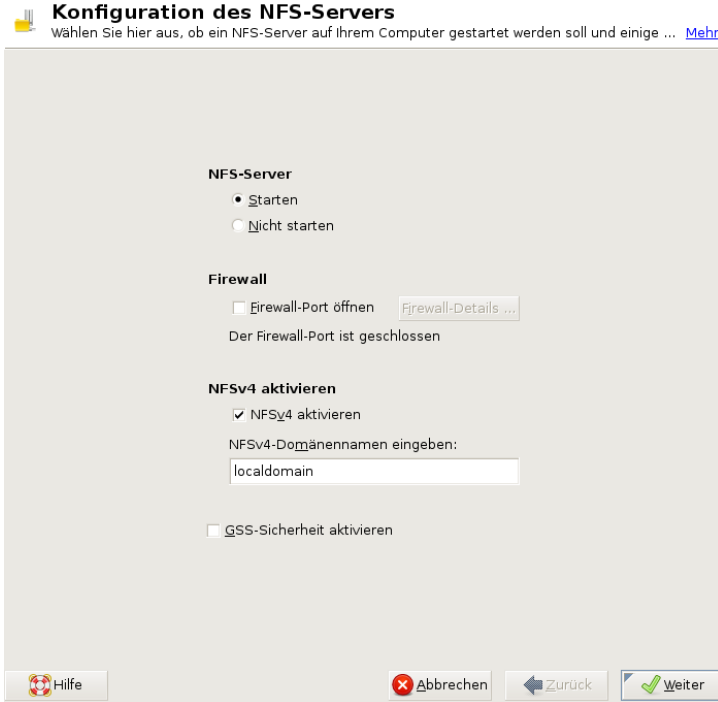 Konfiguration des NFS-Servers
Wählen Sie hier aus, ob ein NFS-Server auf Ihrem Computer gestartet werden soll und einige ... Mehr
NFS-Server
Starten
Nicht starten
Firewall
Firewall-Port öffnen Firewall-Details ...
Der Firewall-Port ist geschlossen
NFSv4 aktivieren
NFSv4 aktivieren
NFSv4-Domänennamen eingeben:
localdomain
GSS-Sicherheit aktivieren
Hilfe Abbrechen Zurück Weiter